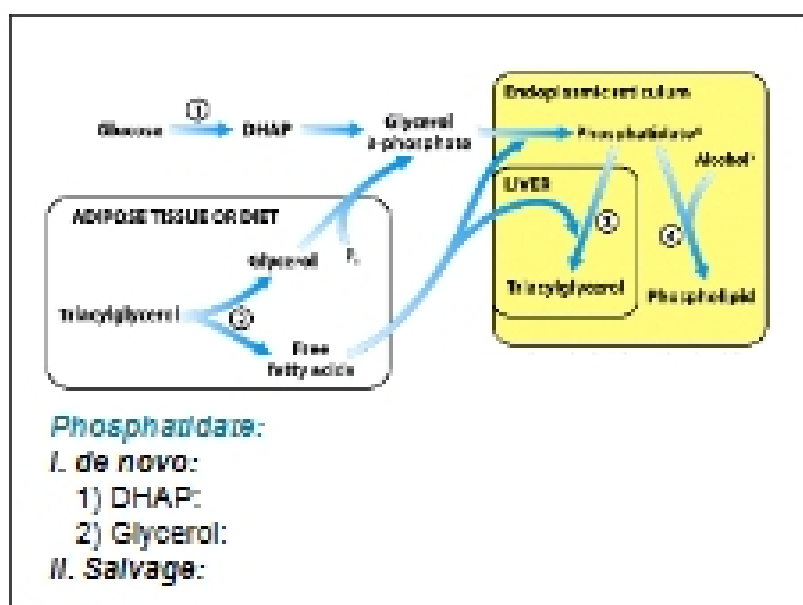 Endoplasmic reticulum
①
Glucose
DHAP
Glycerol
3-phosphate
Phosphatidate
Alcohol
LIVER
ADIPOSE TISSUE OR DIET
③
④
Glycerol
Pi
Triacylglycerol
Phospholipid
Triacylglycerol
②
Free
fatty acids
Phosphatidate:
I. de novo:
1) DHAP:
2) Glycerol:
II. Salvage: